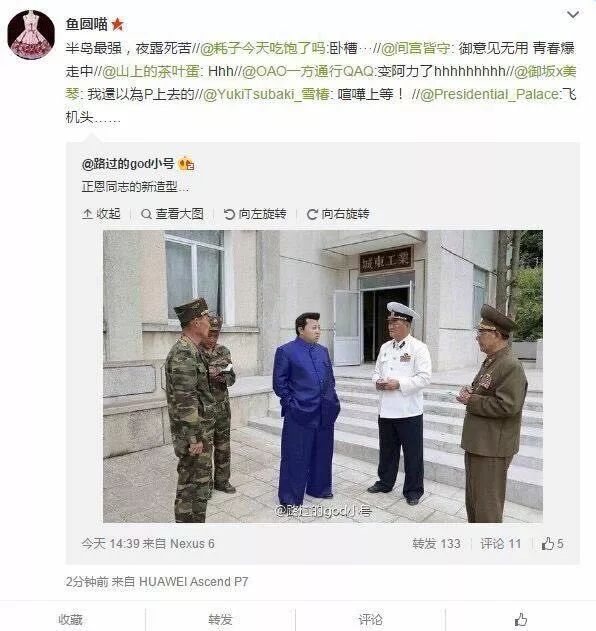 鱼圆喵
半岛最强，夜露死苦//@耗子今天吃饱了吗:卧槽…//@间宫皆守: 御意见无用 青春爆
走中//@山上的茶叶蛋: Hhh//@OAO一方通行QAQ:变阿力了hhhhhhhhh//@御坂x美
琴: 我還以為P上去的//@YukiTsubaki_雪椿: 喧嘩上等！ //@Presidential_Palace:飞
机头……
@路过的god小号
正恩同志的新造型...
收起 查看大图 向左旋转 向右旋转
城東工業
@路过的god小号
今天 14:39 来自 Nexus 6 转发 133 评论 11 5
2分钟前 来自 HUAWEI Ascend P7
收藏 转发 评论